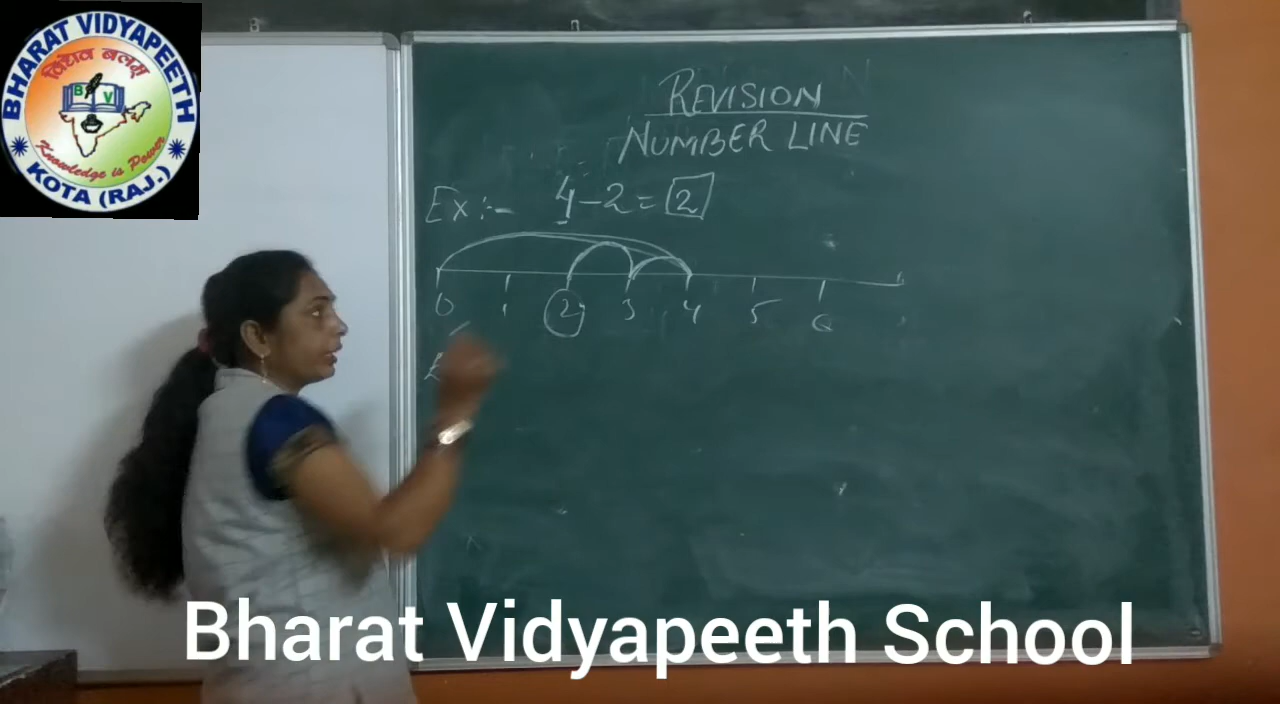 BHARAT VIDYAPEETH
विद्यैव बलम्
B V
Knowledge is Power
KOTA (RAJ.)
REVISION
NUMBER LINE
Ex:- 4-2=2
0 1 2 3 4 5 6
E
Bharat Vidyapeeth School